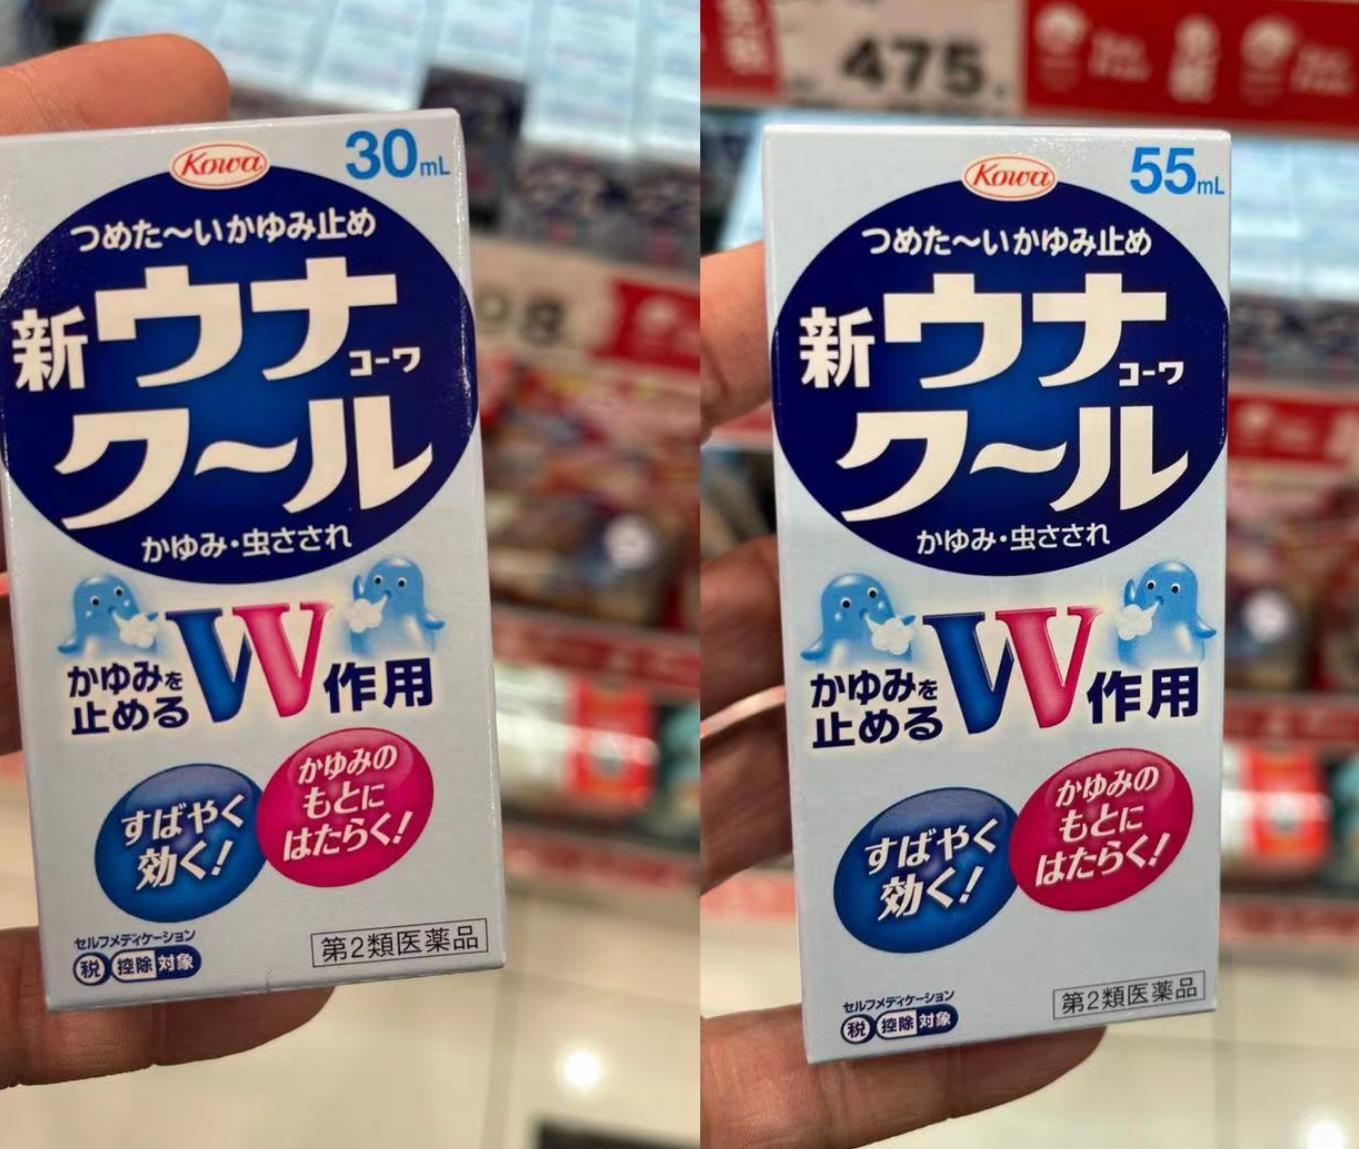 Kowa
30mL
つめた～いかゆみ止め
新ウナ
コーワ
ク～ル
かゆみ・虫さされ
かゆみを
止める
W作用
すばやく
効く!
かゆみの
もとに
はたらく!
セルフメディケーション
税 控除 対象
第2類医薬品
475
Kowa
55mL
つめた～いかゆみ止め
新ウナ
コーワ
ク～ル
かゆみ・虫さされ
かゆみを
止める
W作用
すばやく
効く!
かゆみの
もとに
はたらく!
セルフメディケーション
税 控除 対象
第2類医薬品